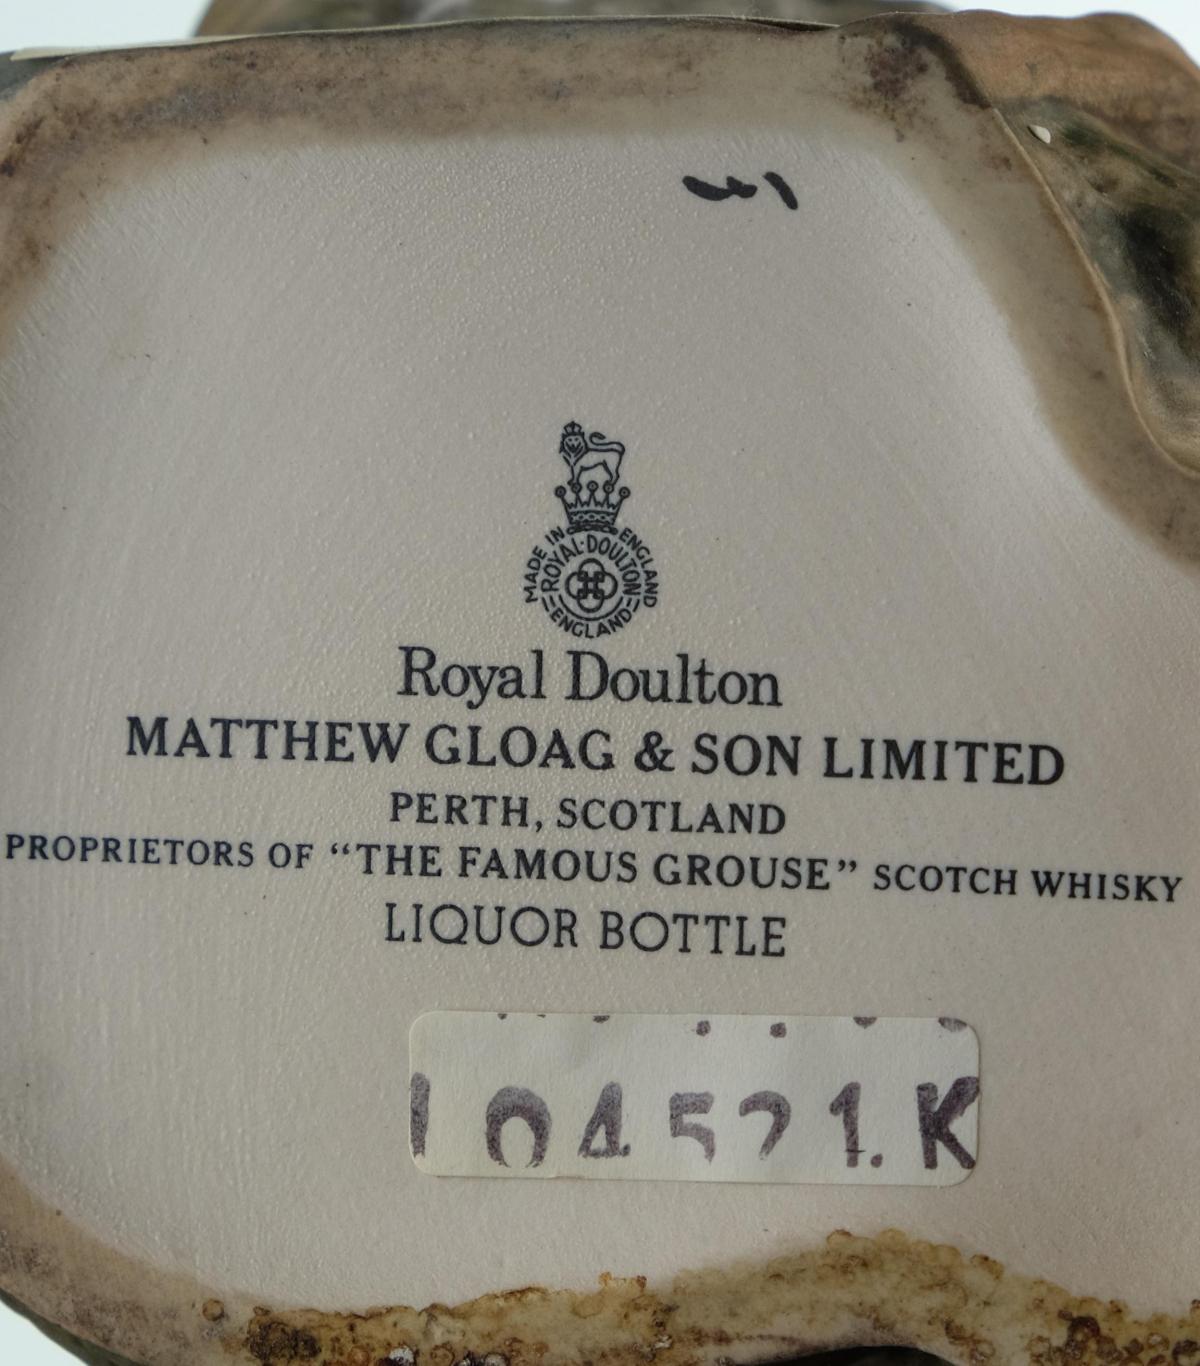 MADE IN ENGLAND
ROYAL·DOULTON
ENGLAND
Royal Doulton
MATTHEW GLOAG & SON LIMITED
PERTH, SCOTLAND
PROPRIETORS OF “THE FAMOUS GROUSE” SCOTCH WHISKY
LIQUOR BOTTLE
104521.K